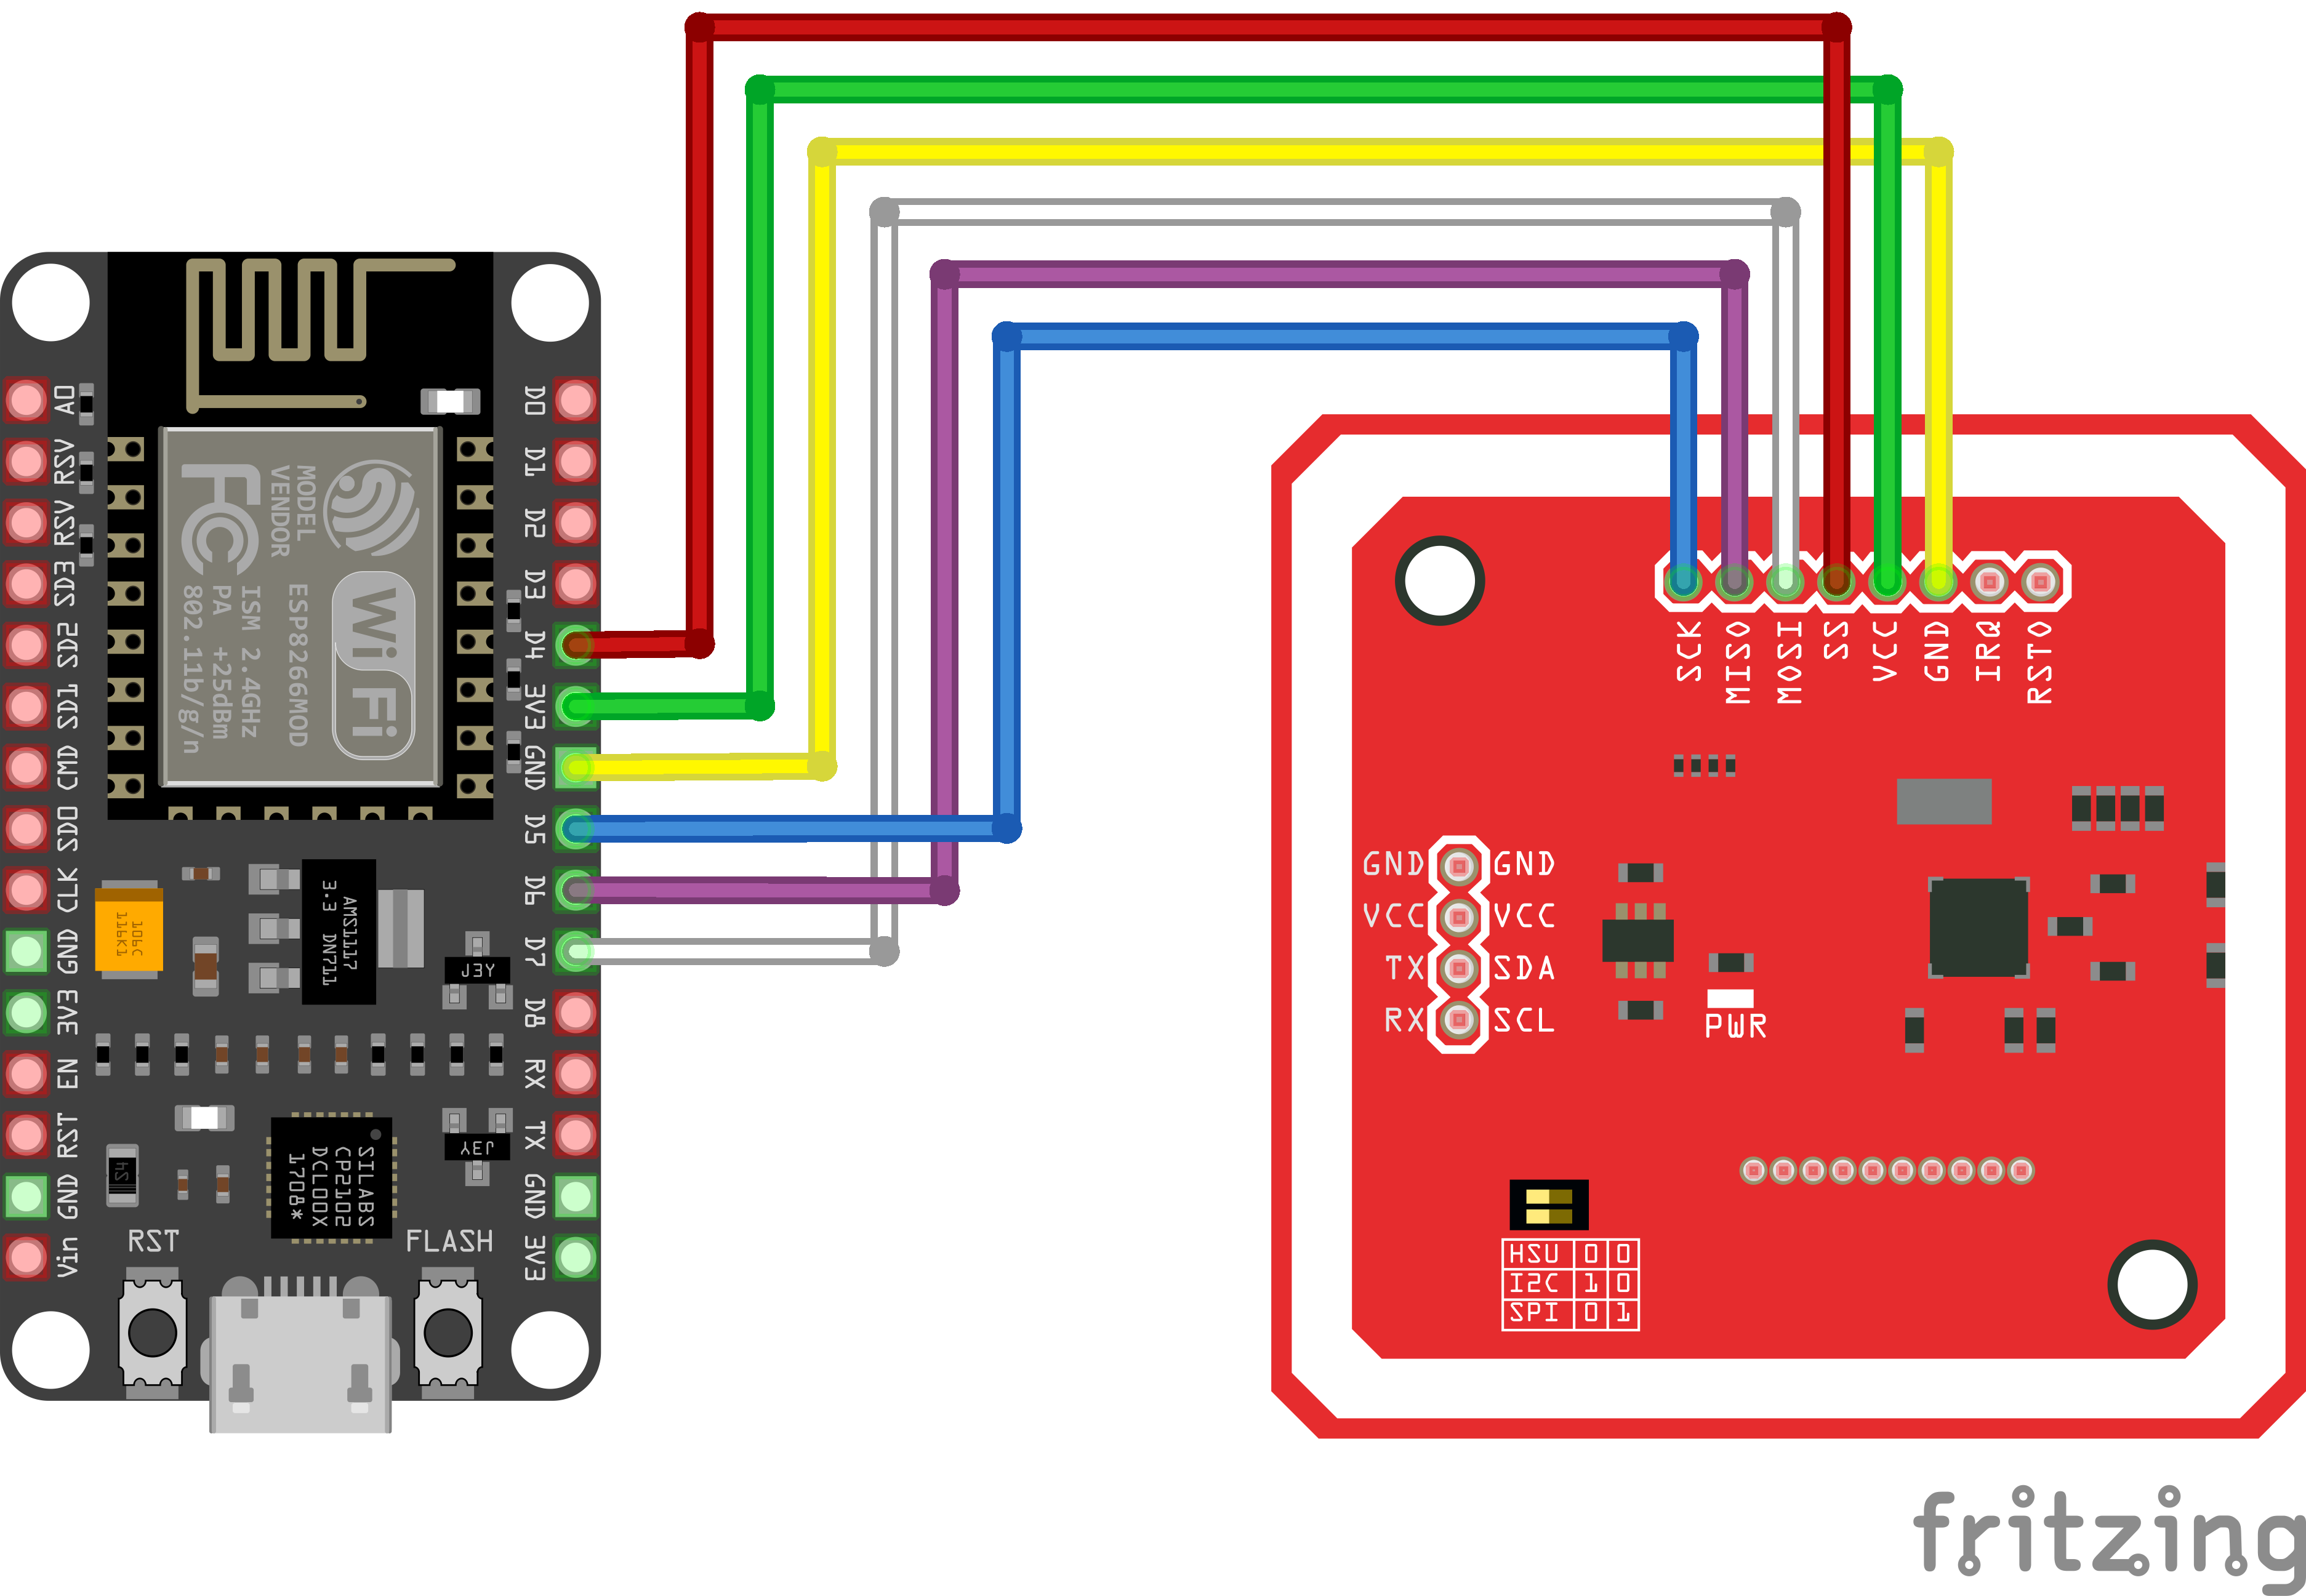 A0
RSV
RSV
SD3
SD2
SD1
CMD
SD0
CLK
GND
3V3
EN
RST
GND
Vin
MODEL
VENDOR
ESP8266MOD
ISM 2.4GHz
PA +25dBm
802.11b/g/n
Wi Fi
D0
D1
D2
D3
D4
3V3
GND
D5
D6
D7
D8
RX
TX
GND
3V3
AMS1117
3.3 DN711
106C
116K1
J3Y
J3Y
SILABS
CP2102
DCL00X
1708*
RST
FLASH
SCK
MISO
MOSI
SS
VCC
GND
IRQ
RSTO
GND GND
VCC VCC
TX SDA
RX SCL
PWR
HSU 0 0
I2C 1 0
SPI 0 1
fritzing